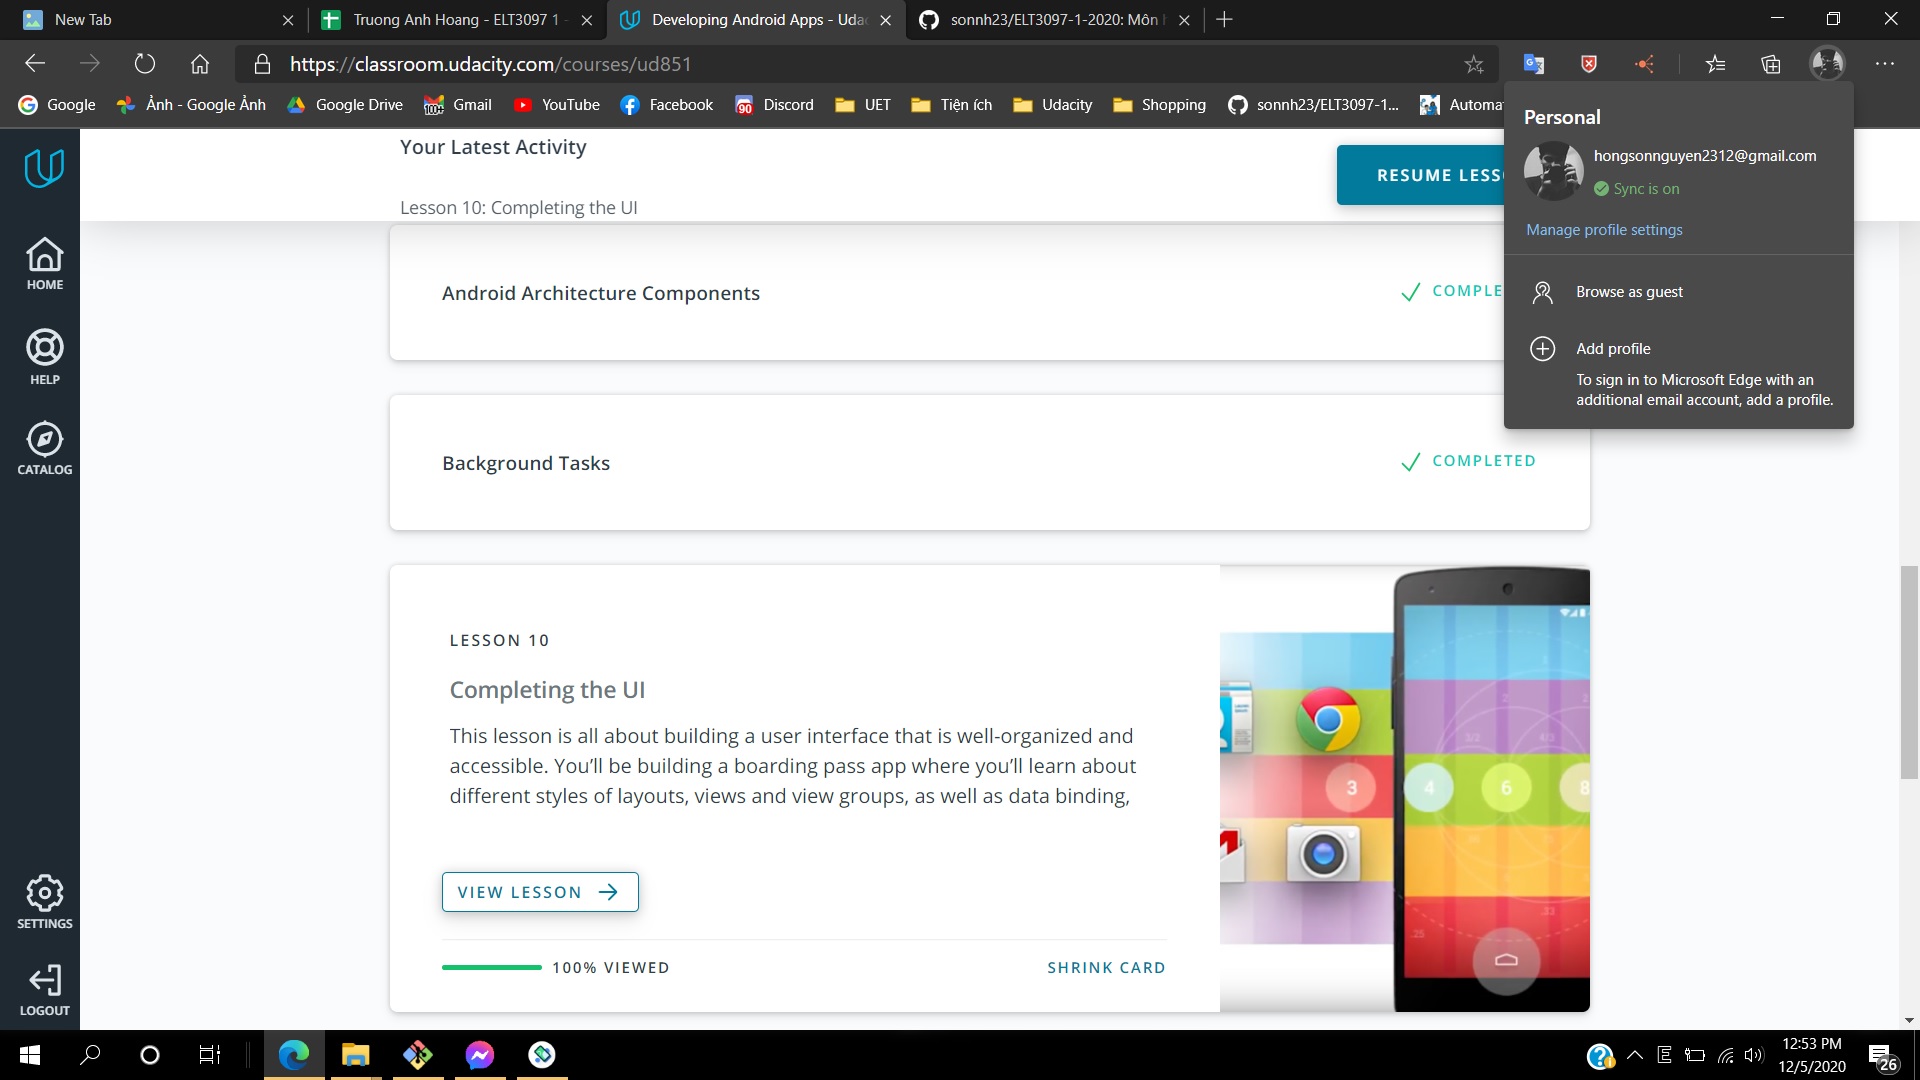 New Tab
Truong Anh Hoang - ELT3097 1 -
Developing Android Apps - Uda
sonnh23/ELT3097-1-2020: Môn
https://classroom.udacity.com/courses/ud851
Google
Ảnh - Google Ảnh
Google Drive
100+
Gmail
YouTube
Facebook
90
Discord
UET
Tiện ích
Udacity
Shopping
sonnh23/ELT3097-1...
Automa
Personal
hongsonnguyen2312@gmail.com
Sync is on
Manage profile settings
Browse as guest
Add profile
To sign in to Microsoft Edge with an
additional email account, add a profile.
HOME
HELP
CATALOG
SETTINGS
LOGOUT
Your Latest Activity
Lesson 10: Completing the UI
RESUME LESS
Android Architecture Components
COMPLE
Background Tasks
COMPLETED
LESSON 10
Completing the UI
This lesson is all about building a user interface that is well-organized and
accessible. You’ll be building a boarding pass app where you’ll learn about
different styles of layouts, views and view groups, as well as data binding,
VIEW LESSON
100% VIEWED
SHRINK CARD
3
4
6
8
E
12:53 PM
12/5/2020
26